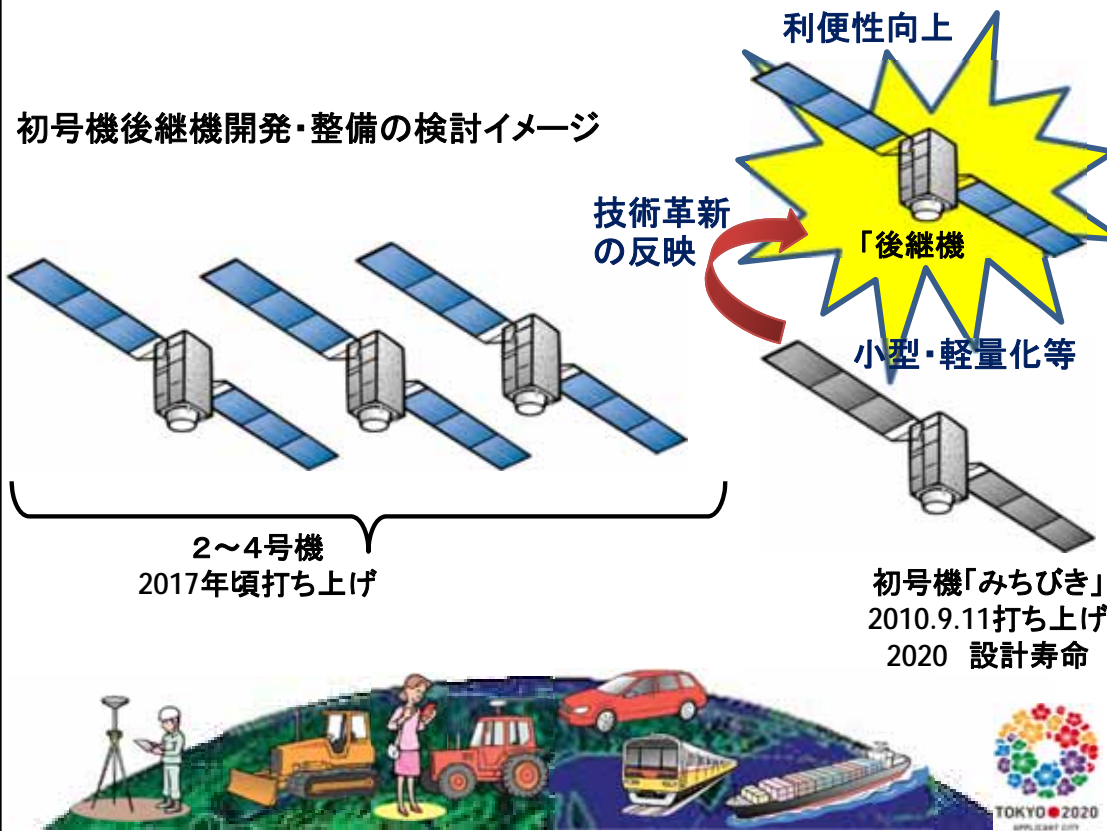 利便性向上
初号機後継機開発・整備の検討イメージ
技術革新
の反映
「後継機
小型・軽量化等
２～４号機
2017年頃打ち上げ
初号機「みちびき」
2010.9.11打ち上げ
2020 設計寿命
TOKYO 2020
APPLICANT CITY